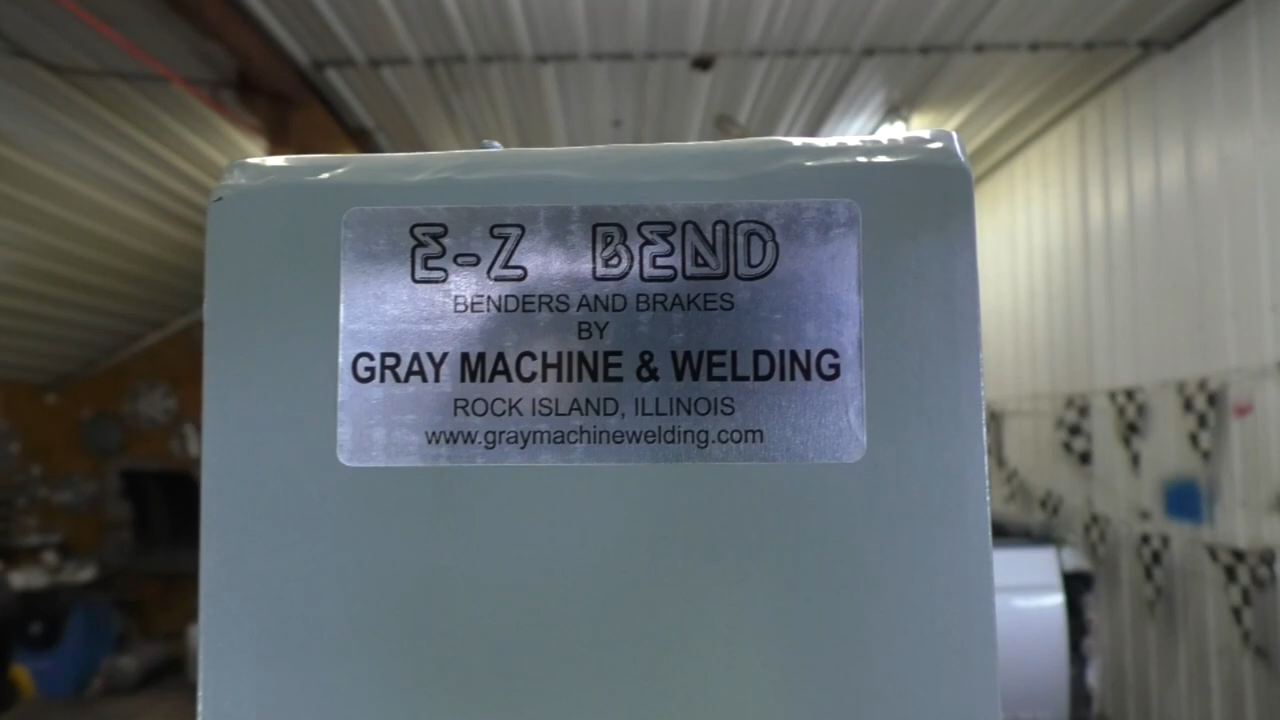 E-Z BEND
BENDERS AND BRAKES
BY
GRAY MACHINE & WELDING
ROCK ISLAND, ILLINOIS
www.graymachinewelding.com